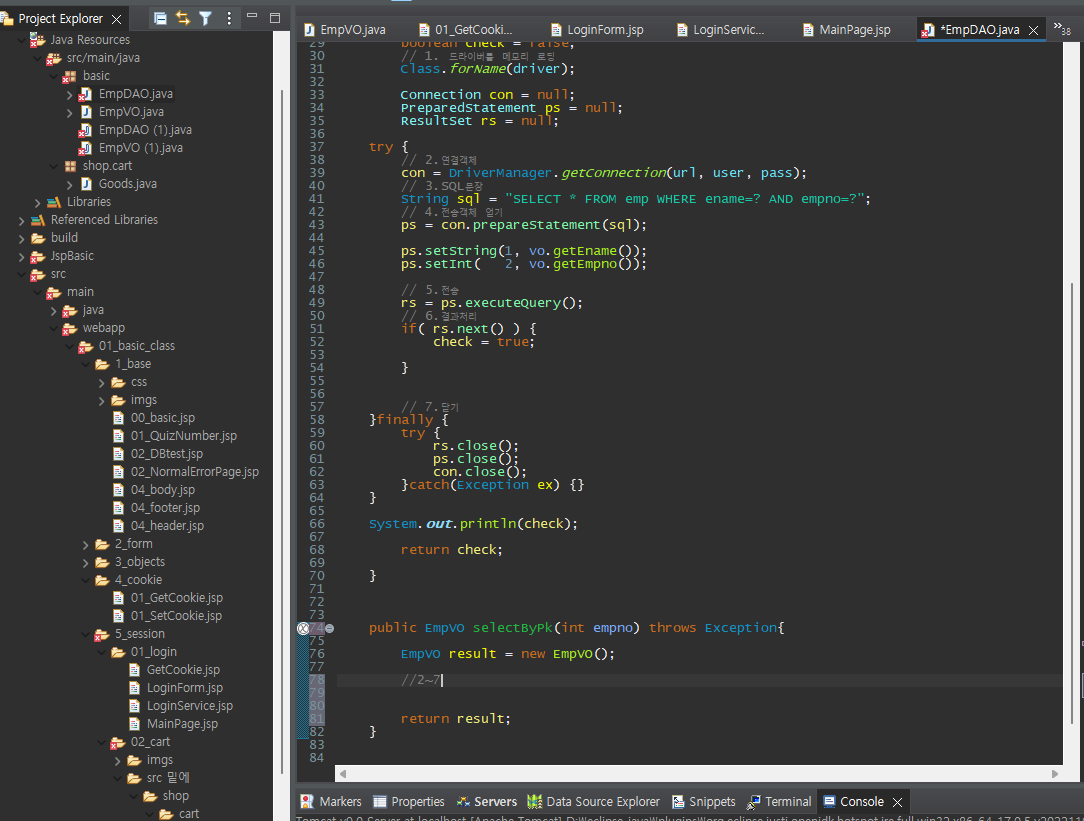 Project Explorer
Java Resources
src/main/java
basic
EmpDAO.java
EmpVO.java
EmpDAO (1).java
EmpVO (1).java
shop.cart
Goods.java
Libraries
Referenced Libraries
build
JspBasic
src
main
java
webapp
01_basic_class
1_base
css
imgs
00_basic.jsp
01_QuizNumber.jsp
02_DBtest.jsp
02_NormalErrorPage.jsp
04_body.jsp
04_footer.jsp
04_header.jsp
2_form
3_objects
4_cookie
01_GetCookie.jsp
01_SetCookie.jsp
5_session
01_login
GetCookie.jsp
LoginForm.jsp
LoginService.jsp
MainPage.jsp
02_cart
imgs
src 밑에
shop
cart
EmpVO.java 01_GetCooki... LoginForm.jsp LoginServic... MainPage.jsp *EmpDAO.java 38
29 boolean check = false;
30 // 1. 드라이버를 메모리 로딩
31 Class.forName(driver);
32
33 Connection con = null;
34 PreparedStatement ps = null;
35 ResultSet rs = null;
36
37 try {
38 // 2.연결객체
39 con = DriverManager.getConnection(url, user, pass);
40 // 3.SQL문장
41 String sql = "SELECT * FROM emp WHERE ename=? AND empno=?";
42 // 4.전송객체 얻기
43 ps = con.prepareStatement(sql);
44
45 ps.setString(1, vo.getEname());
46 ps.setInt( 2, vo.getEmpno());
47
48 // 5.전송
49 rs = ps.executeQuery();
50 // 6.결과처리
51 if( rs.next() ) {
52 check = true;
53
54 }
55
56
57 // 7.닫기
58 }finally {
59 try {
60 rs.close();
61 ps.close();
62 con.close();
63 }catch(Exception ex) {}
64 }
65
66 System.out.println(check);
67
68 return check;
69
70 }
71
72
73
74 public EmpVO selectByPk(int empno) throws Exception{
75
76 EmpVO result = new EmpVO();
77
78 //2~7
79
80
81 return result;
82 }
83
84
Markers Properties Servers Data Source Explorer Snippets Terminal Console